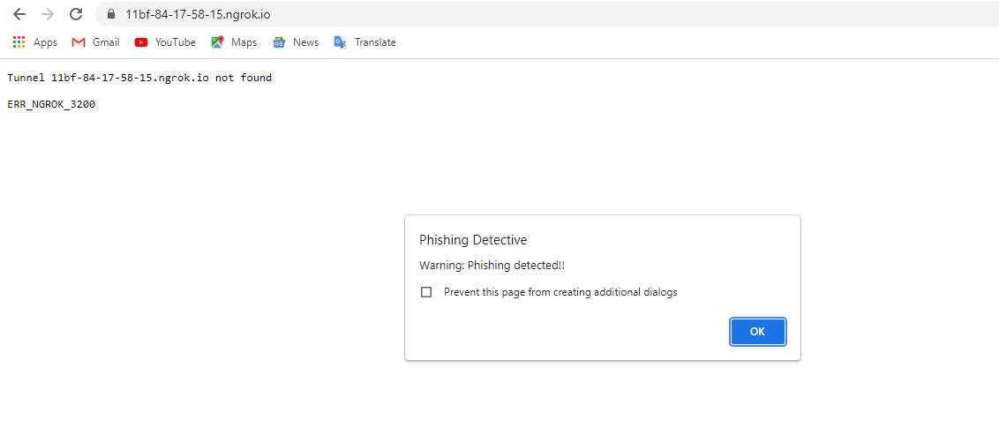 11bf-84-17-58-15.ngrok.io
Apps Gmail YouTube Maps News Translate
Tunnel 11bf-84-17-58-15.ngrok.io not found
ERR_NGROK_3200
Phishing Detective
Warning: Phishing detected!!
Prevent this page from creating additional dialogs
OK